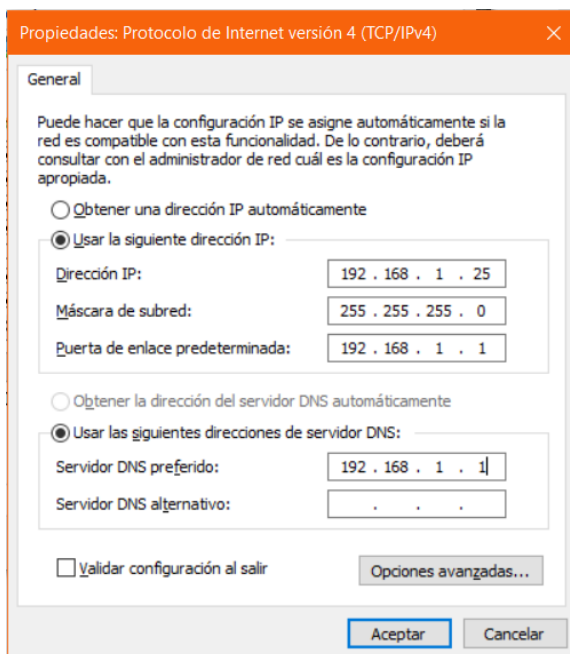 Propiedades: Protocolo de Internet versión 4 (TCP/IPv4)
General
Puede hacer que la configuración IP se asigne automáticamente si la
red es compatible con esta funcionalidad. De lo contrario, deberá
consultar con el administrador de red cuál es la configuración IP
apropiada.
Obtener una dirección IP automáticamente
Usar la siguiente dirección IP:
Dirección IP: 192 . 168 . 1 . 25
Máscara de subred: 255 . 255 . 255 . 0
Puerta de enlace predeterminada: 192 . 168 . 1 . 1
Obtener la dirección del servidor DNS automáticamente
Usar las siguientes direcciones de servidor DNS:
Servidor DNS preferido: 192 . 168 . 1 . 1
Servidor DNS alternativo: . . .
Validar configuración al salir
Opciones avanzadas...
Aceptar Cancelar